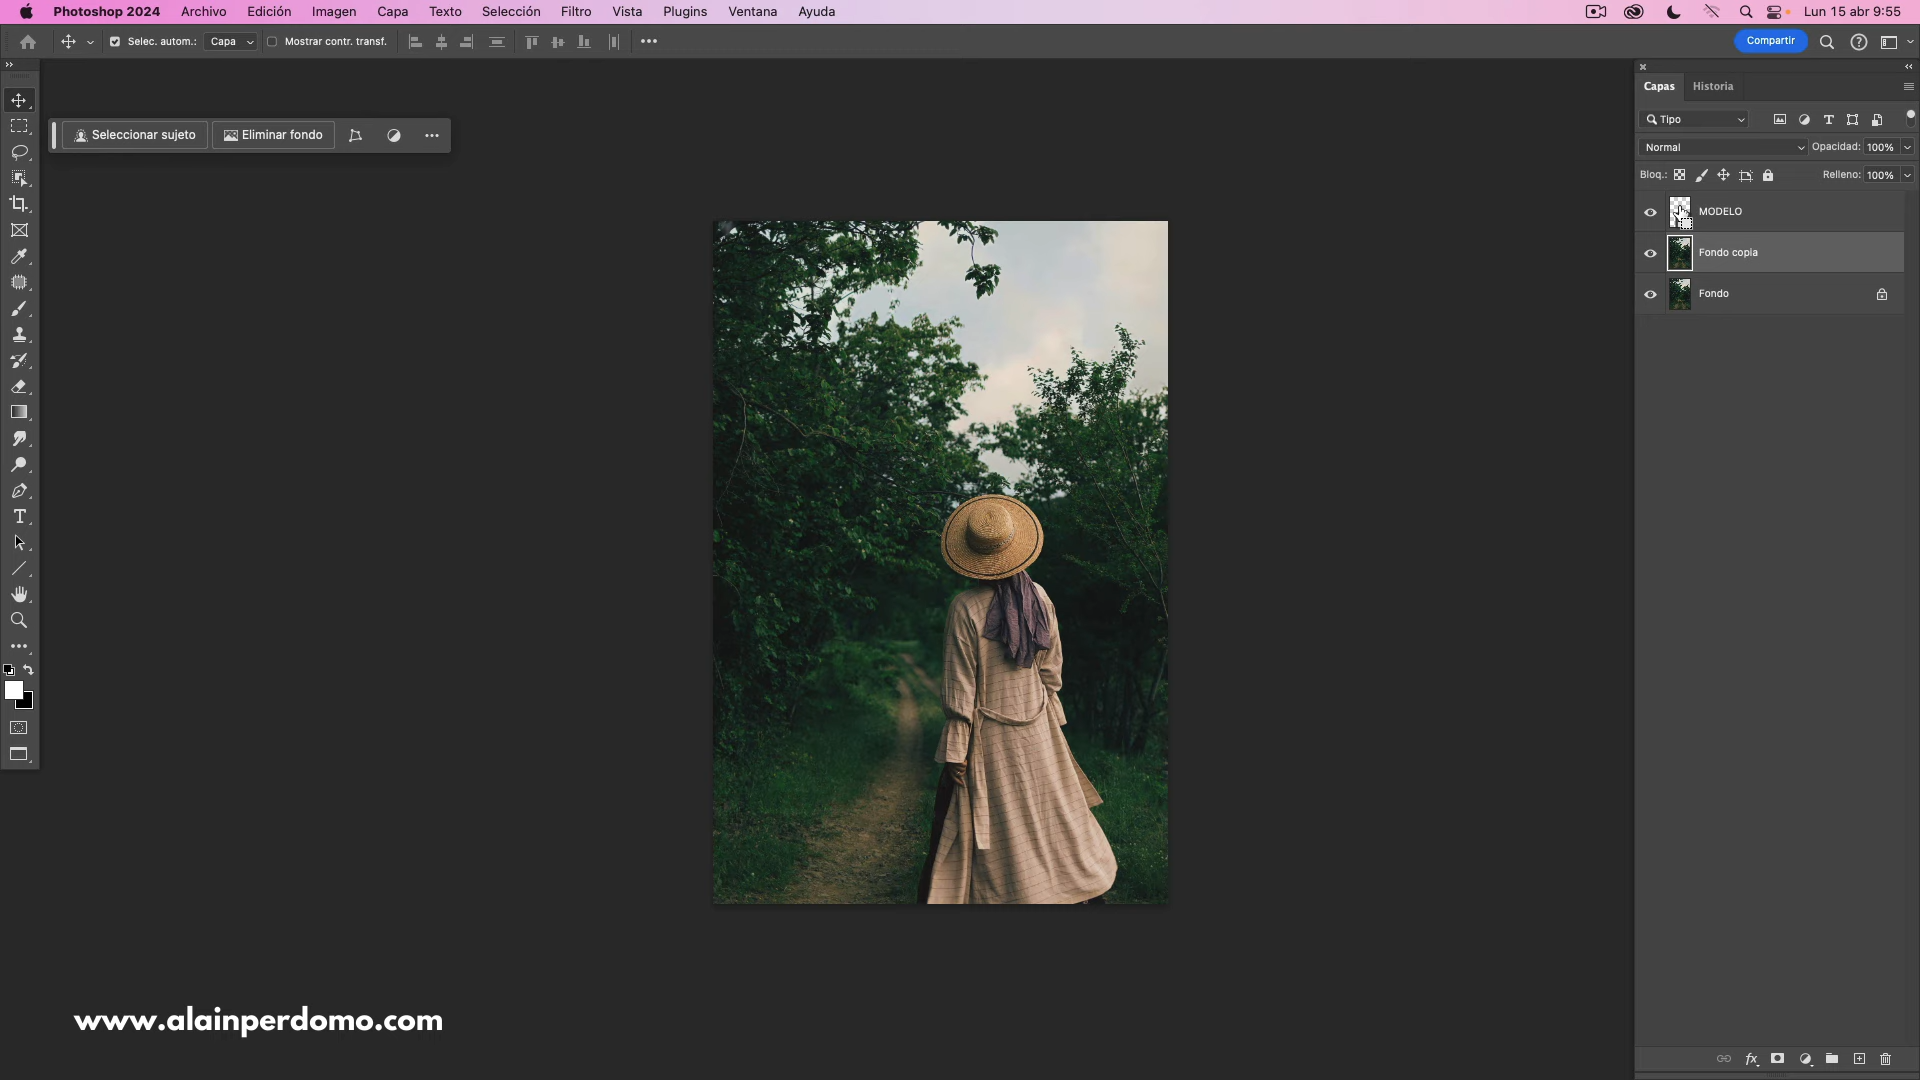 Photoshop 2024 Archivo Edición Imagen Capa Texto Selección Filtro Vista Plugins Ventana Ayuda Lun 15 abr 9:55
Selec. autom.: Capa Mostrar contr. transf. Compartir
Capas Historia
Tipo
Seleccionar sujeto Eliminar fondo
Normal Opacidad: 100%
Bloq.: Relleno: 100%
MODELO
Fondo copia
Fondo
www.alainperdomo.com